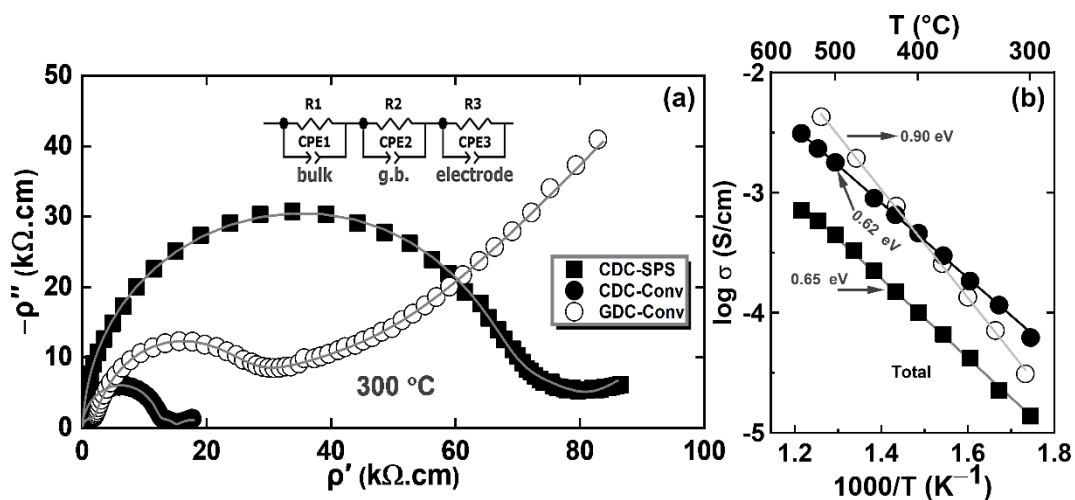 (a)
50
40
30
20
10
0
−ρ″ (kΩ.cm)
R1 R2 R3
CPE1 CPE2 CPE3
bulk g.b. electrode
CDC-SPS
CDC-Conv
GDC-Conv
300 °C
0 20 40 60 80 100
ρ′ (kΩ.cm)
T (°C)
600 500 400 300
(b)
-2
-3
-4
-5
log σ (S/cm)
0.90 eV
0.62 eV
0.65 eV
Total
1.2 1.4 1.6 1.8
1000/T (K⁻¹)